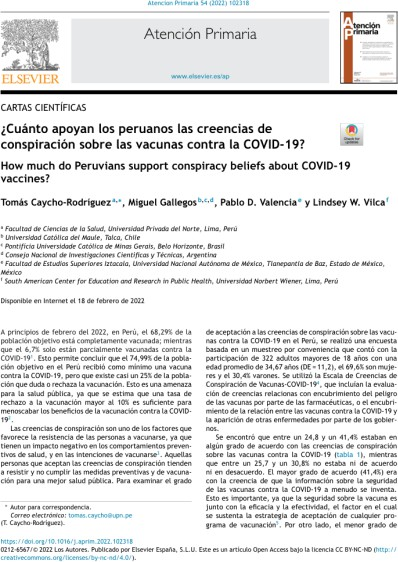 Atencion Primaria 54 (2022) 102318
Atención Primaria
www.elsevier.es/ap
ELSEVIER
Atención
Primaria
CARTAS CIENTÍFICAS
¿Cuánto apoyan los peruanos las creencias de
conspiración sobre las vacunas contra la COVID-19?
How much do Peruvians support conspiracy beliefs about COVID-19
vaccines?
Check for updates
Tomás Caycho-Rodríguez a,∗, Miguel Gallegos b,c,d, Pablo D. Valencia e y Lindsey W. Vilca f
a Facultad de Ciencias de la Salud, Universidad Privada del Norte, Lima, Perú
b Universidad Católica del Maule, Talca, Chile
c Pontificia Universidade Católica de Minas Gerais, Belo Horizonte, Brasil
d Consejo Nacional de Investigaciones Científicas y Técnicas, Argentina
e Facultad de Estudios Superiores Iztacala, Universidad Nacional Autónoma de México, Tlanepantla de Baz, Estado de México,
México
f South American Center for Education and Research in Public Health, Universidad Norbert Wiener, Lima, Perú
Disponible en Internet el 18 de febrero de 2022
A principios de febrero del 2022, en Perú, el 68,29% de la
población objetivo está completamente vacunada; mientras
que el 6,7% solo están parcialmente vacunadas contra la
COVID-19¹. Esto permite concluir que el 74,99% de la población
objetivo en el Perú recibió como mínimo una vacuna
contra la COVID-19, pero que existe casi un 25% de la población
que duda o rechaza la vacunación. Esto es una amenaza
para la salud pública, ya que se estima que una tasa de
rechazo a la vacunación mayor al 10% es suficiente para
menoscabar los beneficios de la vacunación contra la COVID-
19².
Las creencias de conspiración son uno de los factores que
favorece la resistencia de las personas a vacunarse, ya que
tienen un impacto negativo en los comportamientos preventivos
de salud, y en las intenciones de vacunarse³. Aquellas
personas que aceptan las creencias de conspiración tienden
a resistir y no cumplir las medidas preventivas y de vacunación
para una mejor salud pública. Para examinar el grado
de aceptación a las creencias de conspiración sobre las vacunas
contra la COVID-19 en el Perú, se realizó una encuesta
basada en un muestreo por conveniencia que contó con la
participación de 322 adultos mayores de 18 años con una
edad promedio de 34,67 años (DE = 11,2), el 69,6% son mujeres
y el 30,4% varones. Se utilizó la Escala de Creencias de
Conspiración de Vacunas-COVID-19⁴, que incluían la evaluación
de creencias relacionas con encubrimiento del peligro
de las vacunas por parte de las farmacéuticas, o el encubrimiento
de la relación entre las vacunas contra la COVID-19 y
la aparición de otras enfermedades por parte de los gobiernos.
Se encontró que entre un 24,8 y un 41,4% estaban en
algún grado de acuerdo con las creencias de conspiración
sobre las vacunas contra la COVID-19 (tabla 1), mientras
que entre un 25,7 y un 30,8% no estaba ni de acuerdo
ni en desacuerdo. El mayor grado de acuerdo (41,4%) era
con la creencia de que la información sobre la seguridad
de las vacunas contra la COVID-19 a menudo se inventa.
Esto es importante, ya que la seguridad sobre la vacuna es
junto con la eficacia y la efectividad, el factor en el cual
se sustenta la estrategia de aceptación de cualquier programa
de vacunación⁵. Por otro lado, el menor grado de
∗ Autor para correspondencia.
Correo electrónico: tomas.caycho@upn.pe
(T. Caycho-Rodríguez).
https://doi.org/10.1016/j.aprim.2022.102318
0212-6567/© 2022 Los Autores. Publicado por Elsevier España, S.L.U. Este es un artículo Open Access bajo la licencia CC BY-NC-ND (http://
creativecommons.org/licenses/by-nc-nd/4.0/).